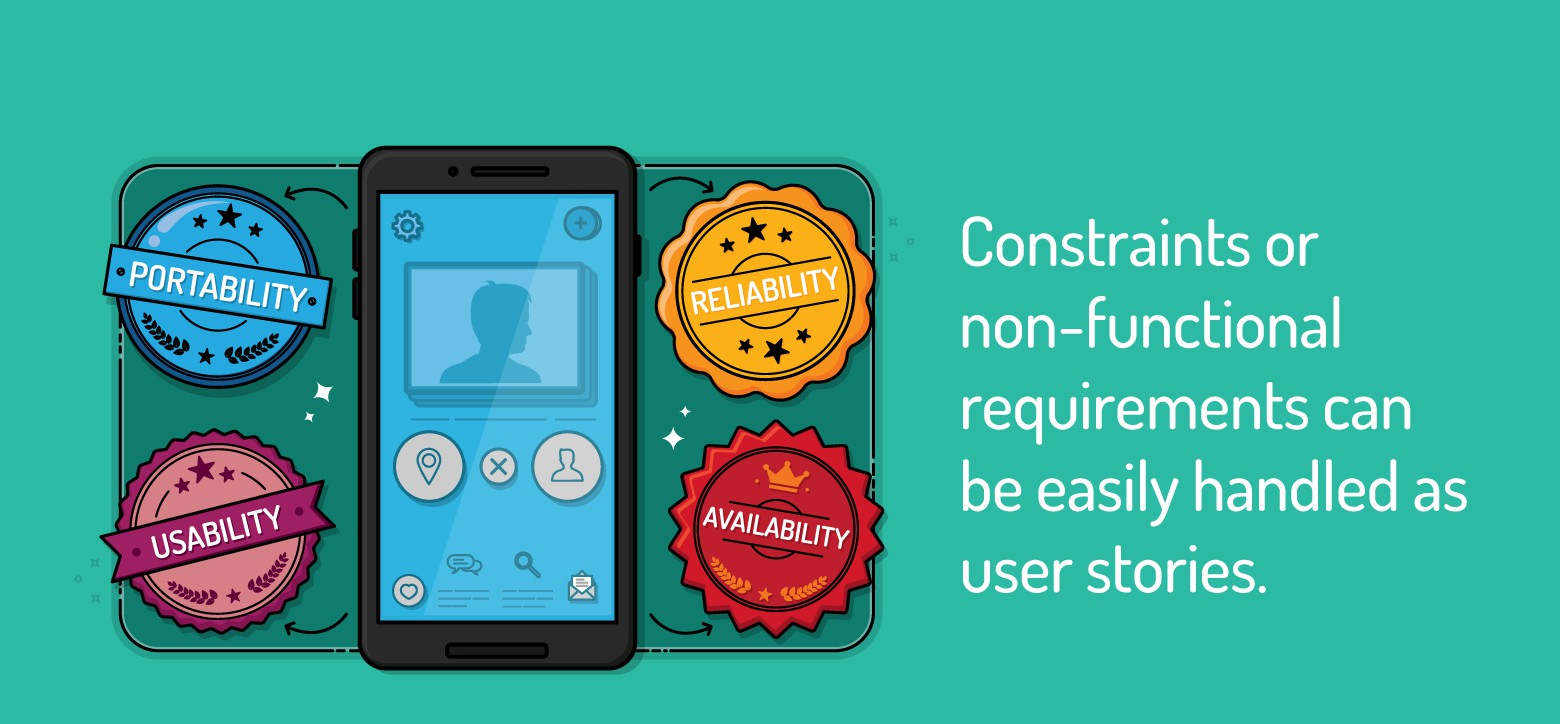 PORTABILITY
RELIABILITY
USABILITY
AVAILABILITY
Constraints or
non-functional
requirements can
be easily handled as
user stories.